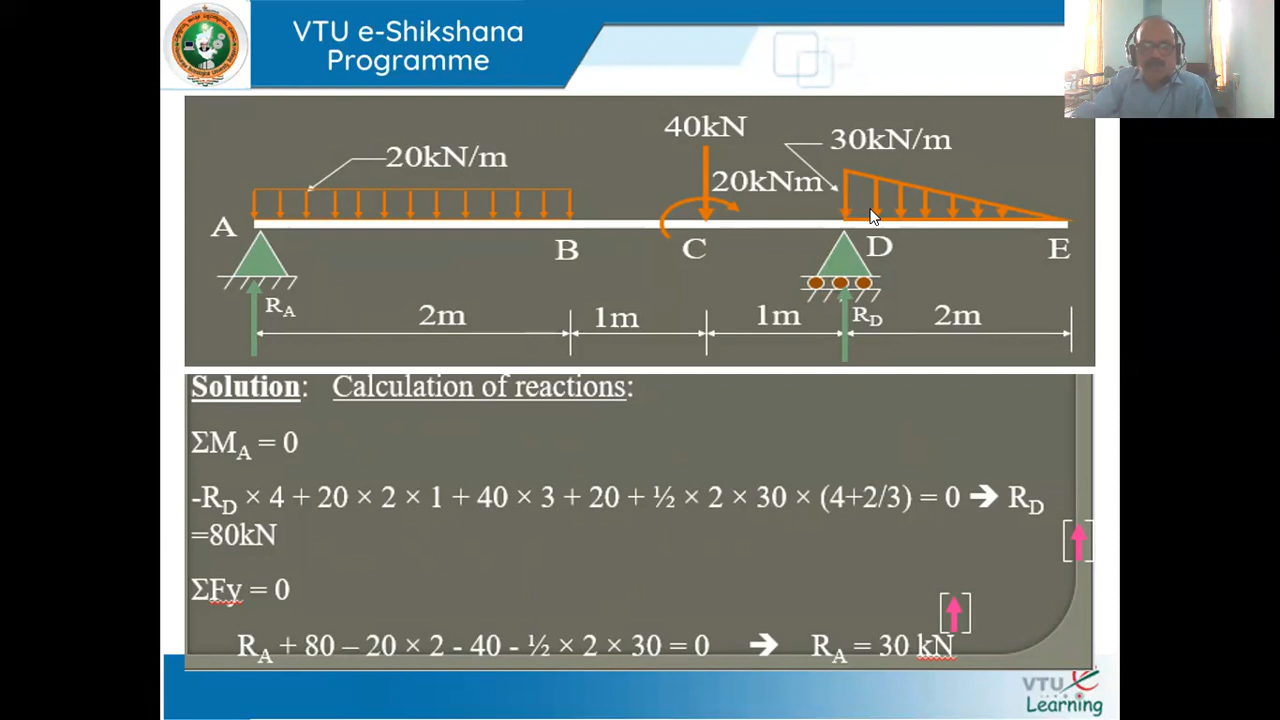 VTU e-Shikshana
Programme
40kN
30kN/m
20kN/m
20kNm
A
B
C
D
E
RA
RD
2m
1m
1m
2m
Solution: Calculation of reactions:
ΣMA = 0
-RD × 4 + 20 × 2 × 1 + 40 × 3 + 20 + ½ × 2 × 30 × (4+2/3) = 0 🡺 RD
=80kN
ΣFy = 0
RA + 80 – 20 × 2 - 40 - ½ × 2 × 30 = 0 🡺 RA = 30 kN
VTU
Learning